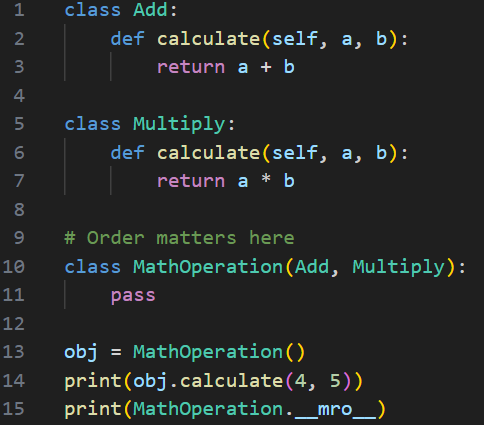 1 class Add:
2     def calculate(self, a, b):
3         return a + b
4
5 class Multiply:
6     def calculate(self, a, b):
7         return a * b
8
9 # Order matters here
10 class MathOperation(Add, Multiply):
11     pass
12
13 obj = MathOperation()
14 print(obj.calculate(4, 5))
15 print(MathOperation.__mro__)